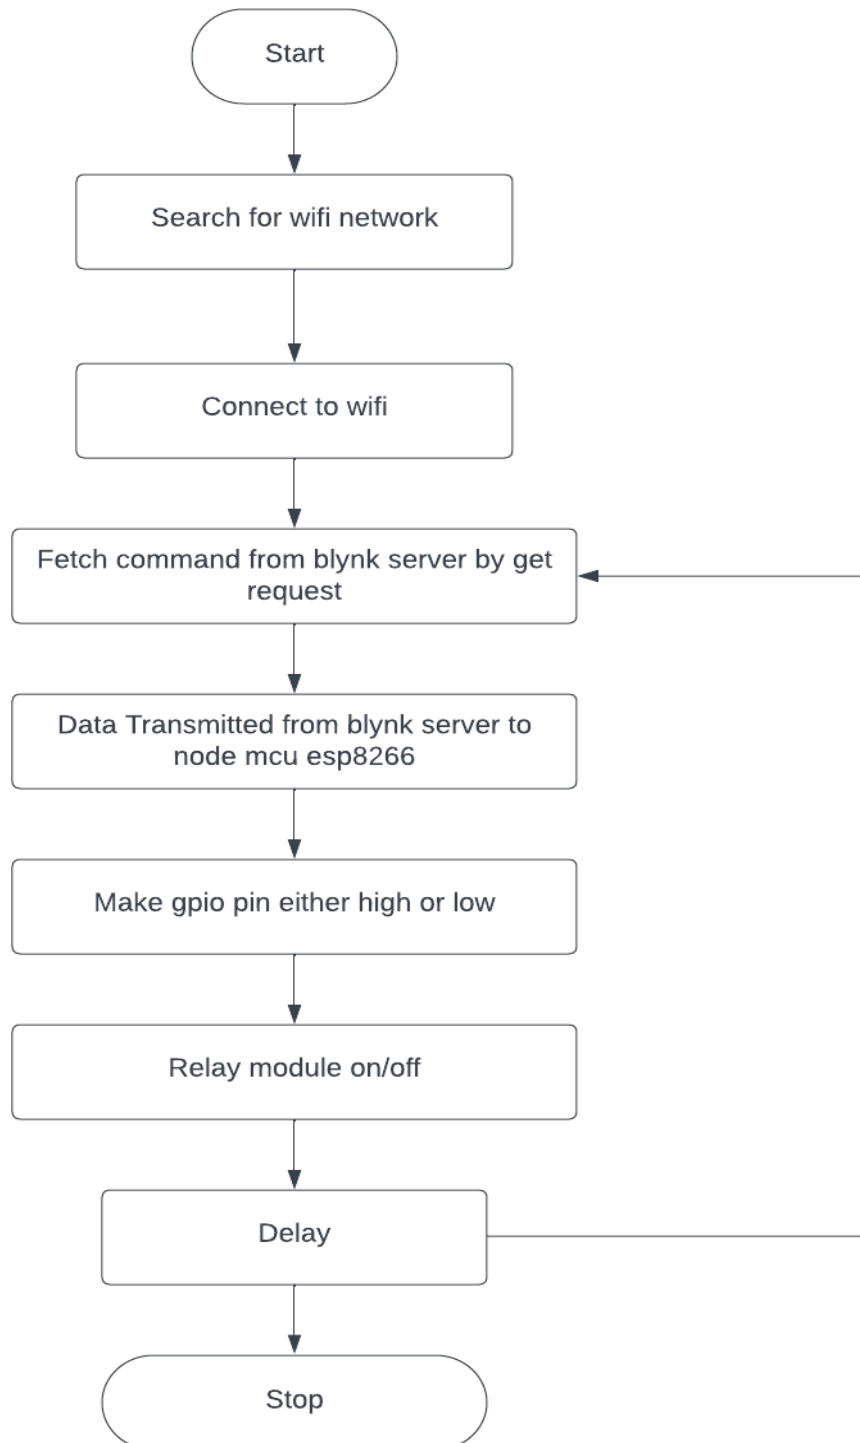 Start
Search for wifi network
Connect to wifi
Fetch command from blynk server by get
request
Data Transmitted from blynk server to
node mcu esp8266
Make gpio pin either high or low
Relay module on/off
Delay
Stop